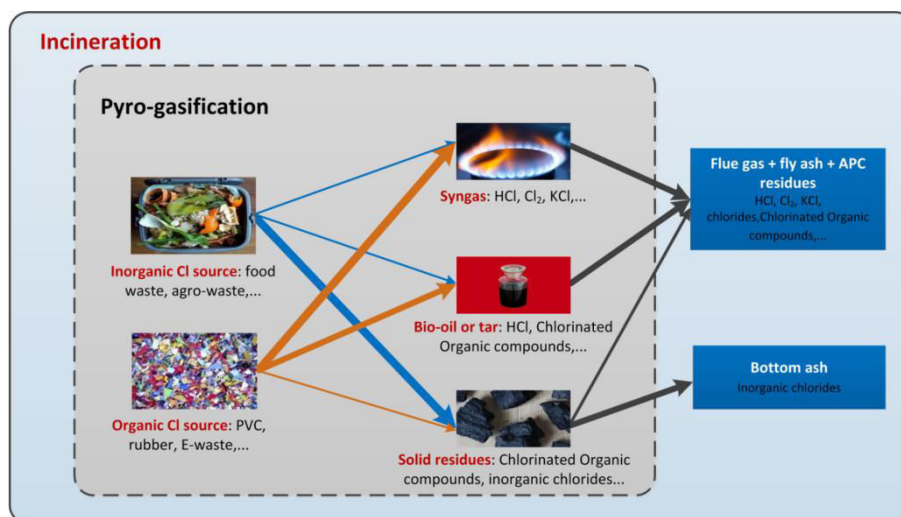 Incineration
Pyro-gasification
Syngas: HCl, Cl₂, KCl,...
Inorganic Cl source: food
waste, agro-waste,...
Bio-oil or tar: HCl, Chlorinated
Organic compounds,...
Organic Cl source: PVC,
rubber, E-waste,...
Solid residues: Chlorinated Organic
compounds, inorganic chlorides...
Flue gas + fly ash + APC
residues
HCl, Cl₂, KCl,
chlorides,Chlorinated Organic
compounds,...
Bottom ash
Inorganic chlorides